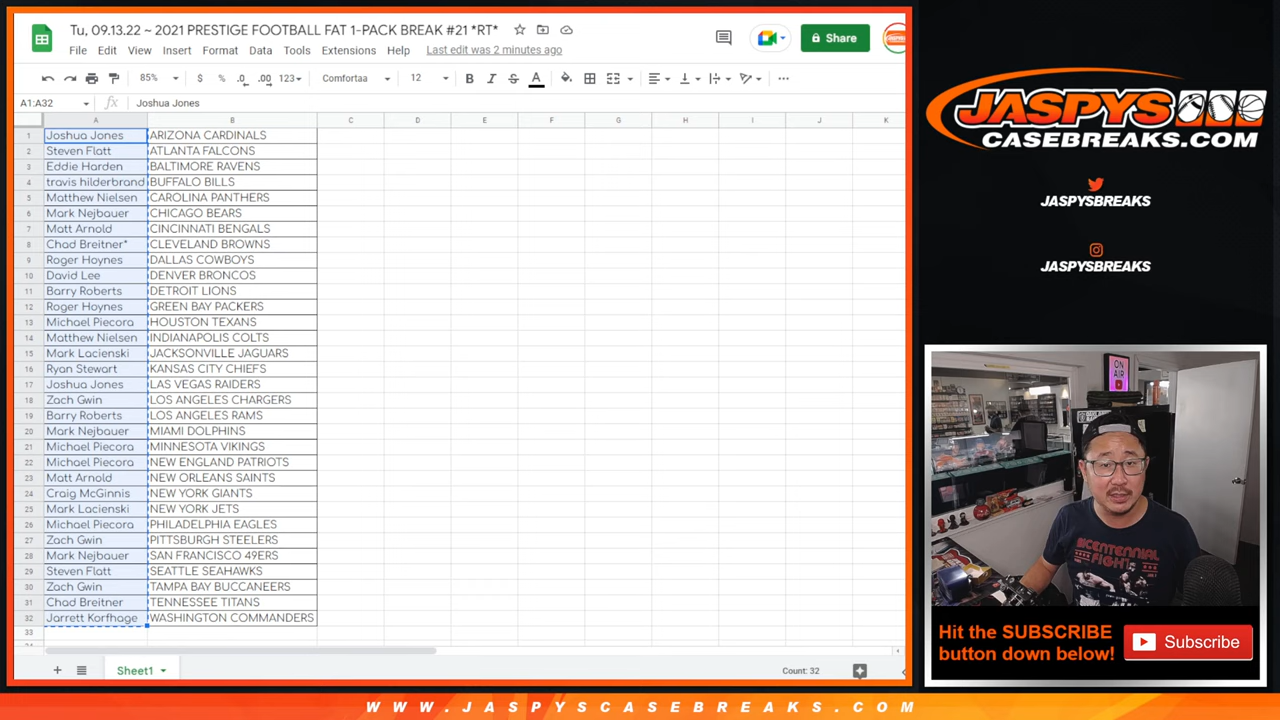 Tu, 09.13.22 ~ 2021 PRESTIGE FOOTBALL FAT 1-PACK BREAK #21 *RT*
File Edit View Insert Format Data Tools Extensions Help Last edit was 2 minutes ago
Share
85% $ % .0 .00 123 Comfortaa 12 B I S A
A1:A32 fx Joshua Jones
A B C D E F G H I J K
1 Joshua Jones ARIZONA CARDINALS
2 Steven Flatt ATLANTA FALCONS
3 Eddie Harden BALTIMORE RAVENS
4 travis hilderbrand BUFFALO BILLS
5 Matthew Nielsen CAROLINA PANTHERS
6 Mark Nejbauer CHICAGO BEARS
7 Matt Arnold CINCINNATI BENGALS
8 Chad Breitner* CLEVELAND BROWNS
9 Roger Hoynes DALLAS COWBOYS
10 David Lee DENVER BRONCOS
11 Barry Roberts DETROIT LIONS
12 Roger Hoynes GREEN BAY PACKERS
13 Michael Piecora HOUSTON TEXANS
14 Matthew Nielsen INDIANAPOLIS COLTS
15 Mark Lacienski JACKSONVILLE JAGUARS
16 Ryan Stewart KANSAS CITY CHIEFS
17 Joshua Jones LAS VEGAS RAIDERS
18 Zach Gwin LOS ANGELES CHARGERS
19 Barry Roberts LOS ANGELES RAMS
20 Mark Nejbauer MIAMI DOLPHINS
21 Michael Piecora MINNESOTA VIKINGS
22 Michael Piecora NEW ENGLAND PATRIOTS
23 Matt Arnold NEW ORLEANS SAINTS
24 Craig McGinnis NEW YORK GIANTS
25 Mark Lacienski NEW YORK JETS
26 Michael Piecora PHILADELPHIA EAGLES
27 Zach Gwin PITTSBURGH STEELERS
28 Mark Nejbauer SAN FRANCISCO 49ERS
29 Steven Flatt SEATTLE SEAHAWKS
30 Zach Gwin TAMPA BAY BUCCANEERS
31 Chad Breitner TENNESSEE TITANS
32 Jarrett Korfhage WASHINGTON COMMANDERS
33
Sheet1
Count: 32
JASPYS
CASEBREAKS.COM
JASPYSBREAKS
JASPYSBREAKS
ON
AIR
BICENTENNIAL
FIGHT
Hit the SUBSCRIBE
button down below!
Subscribe
WWW.JASPYSCASEBREAKS.COM